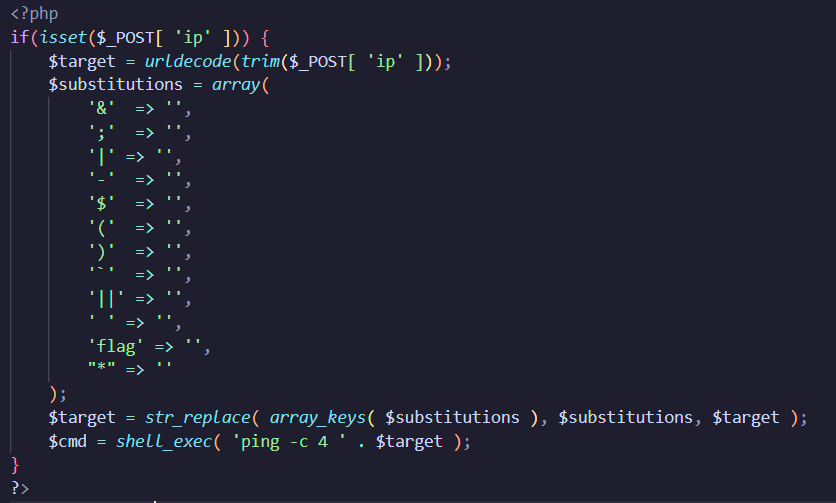 <?php
if(isset($_POST[ 'ip' ])) {
    $target = urldecode(trim($_POST[ 'ip' ]));
    $substitutions = array(
        '&'  => '',
        ';'  => '',
        '|' => '',
        '-'  => '',
        '$'  => '',
        '('  => '',
        ')'  => '',
        '`'  => '',
        '||' => '',
        ' ' => '',
        'flag' => '',
        "*" => ''
    );
    $target = str_replace( array_keys( $substitutions ), $substitutions, $target );
    $cmd = shell_exec( 'ping -c 4 ' . $target );
}
?>